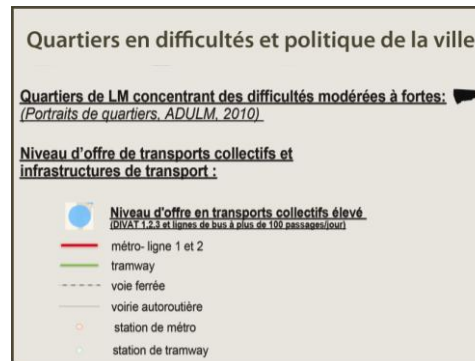 Quartiers en difficultés et politique de la ville
Quartiers de LM concentrant des difficultés modérées à fortes:
(Portraits de quartiers, ADULM, 2010)
Niveau d'offre de transports collectifs et
infrastructures de transport :
Niveau d'offre en transports collectifs élevé
(DIVAT 1,2,3 et lignes de bus à plus de 100 passages/jour)
métro- ligne 1 et 2
tramway
voie ferrée
voirie autoroutière
station de métro
station de tramway